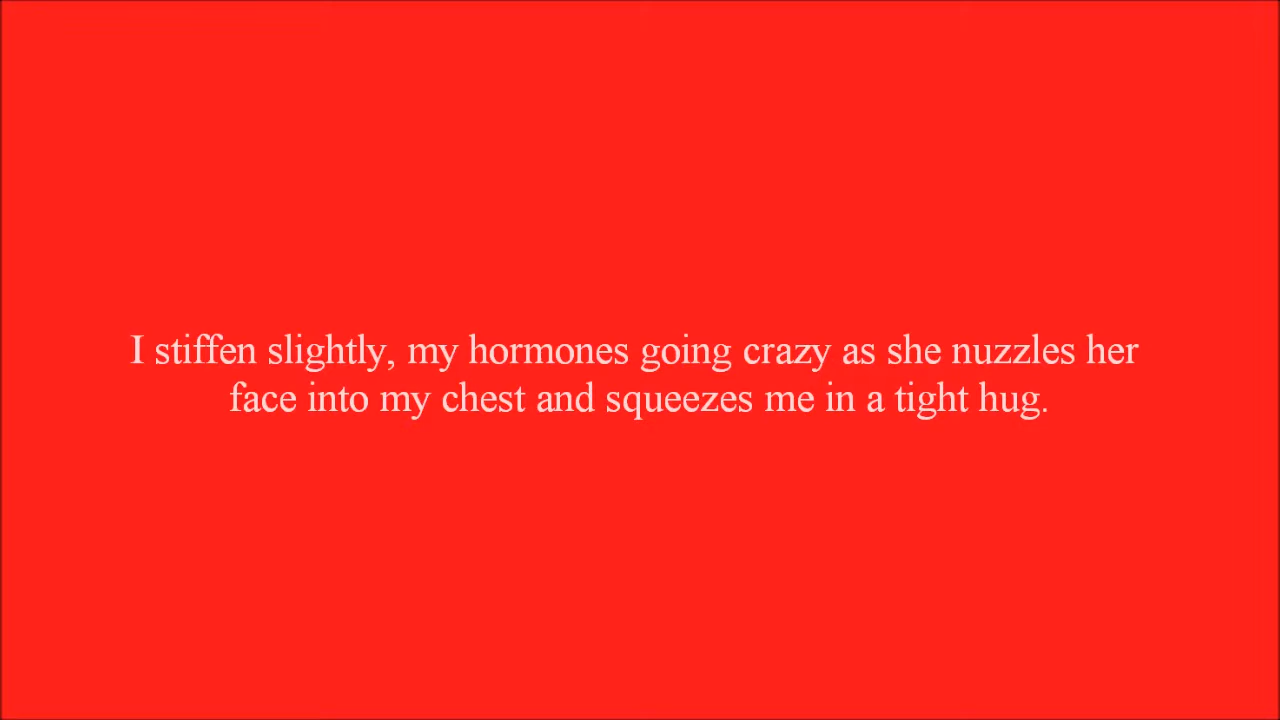 I stiffen slightly, my hormones going crazy as she nuzzles her
face into my chest and squeezes me in a tight hug.